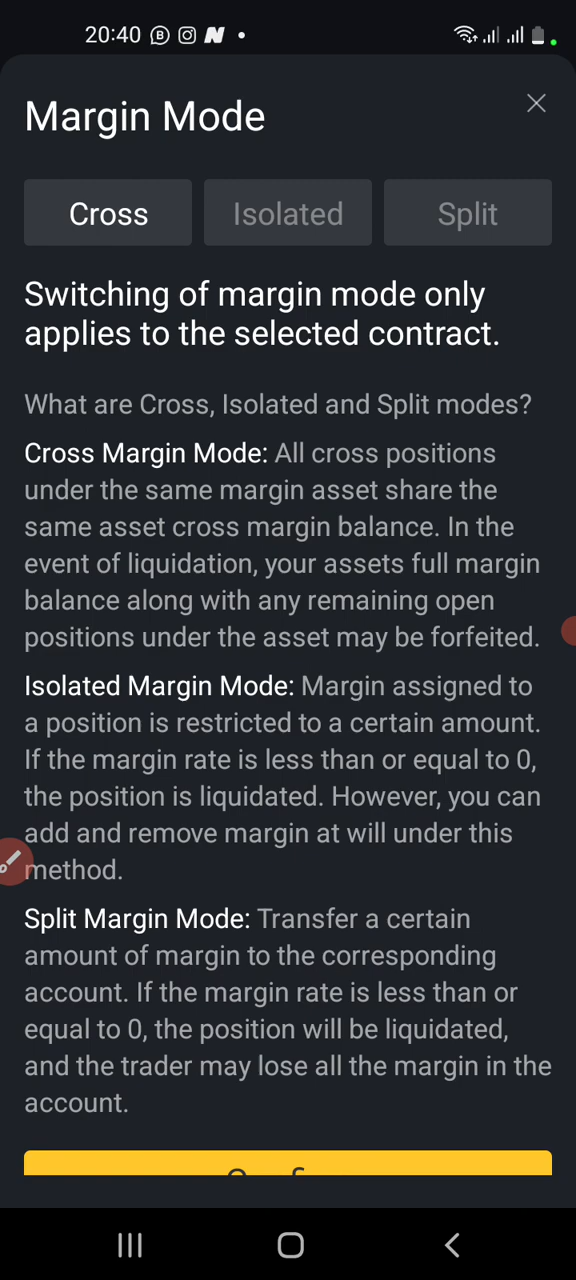 20:40
Margin Mode
Cross Isolated Split
Switching of margin mode only
applies to the selected contract.
What are Cross, Isolated and Split modes?
Cross Margin Mode: All cross positions
under the same margin asset share the
same asset cross margin balance. In the
event of liquidation, your assets full margin
balance along with any remaining open
positions under the asset may be forfeited.
Isolated Margin Mode: Margin assigned to
a position is restricted to a certain amount.
If the margin rate is less than or equal to 0,
the position is liquidated. However, you can
add and remove margin at will under this
method.
Split Margin Mode: Transfer a certain
amount of margin to the corresponding
account. If the margin rate is less than or
equal to 0, the position will be liquidated,
and the trader may lose all the margin in the
account.